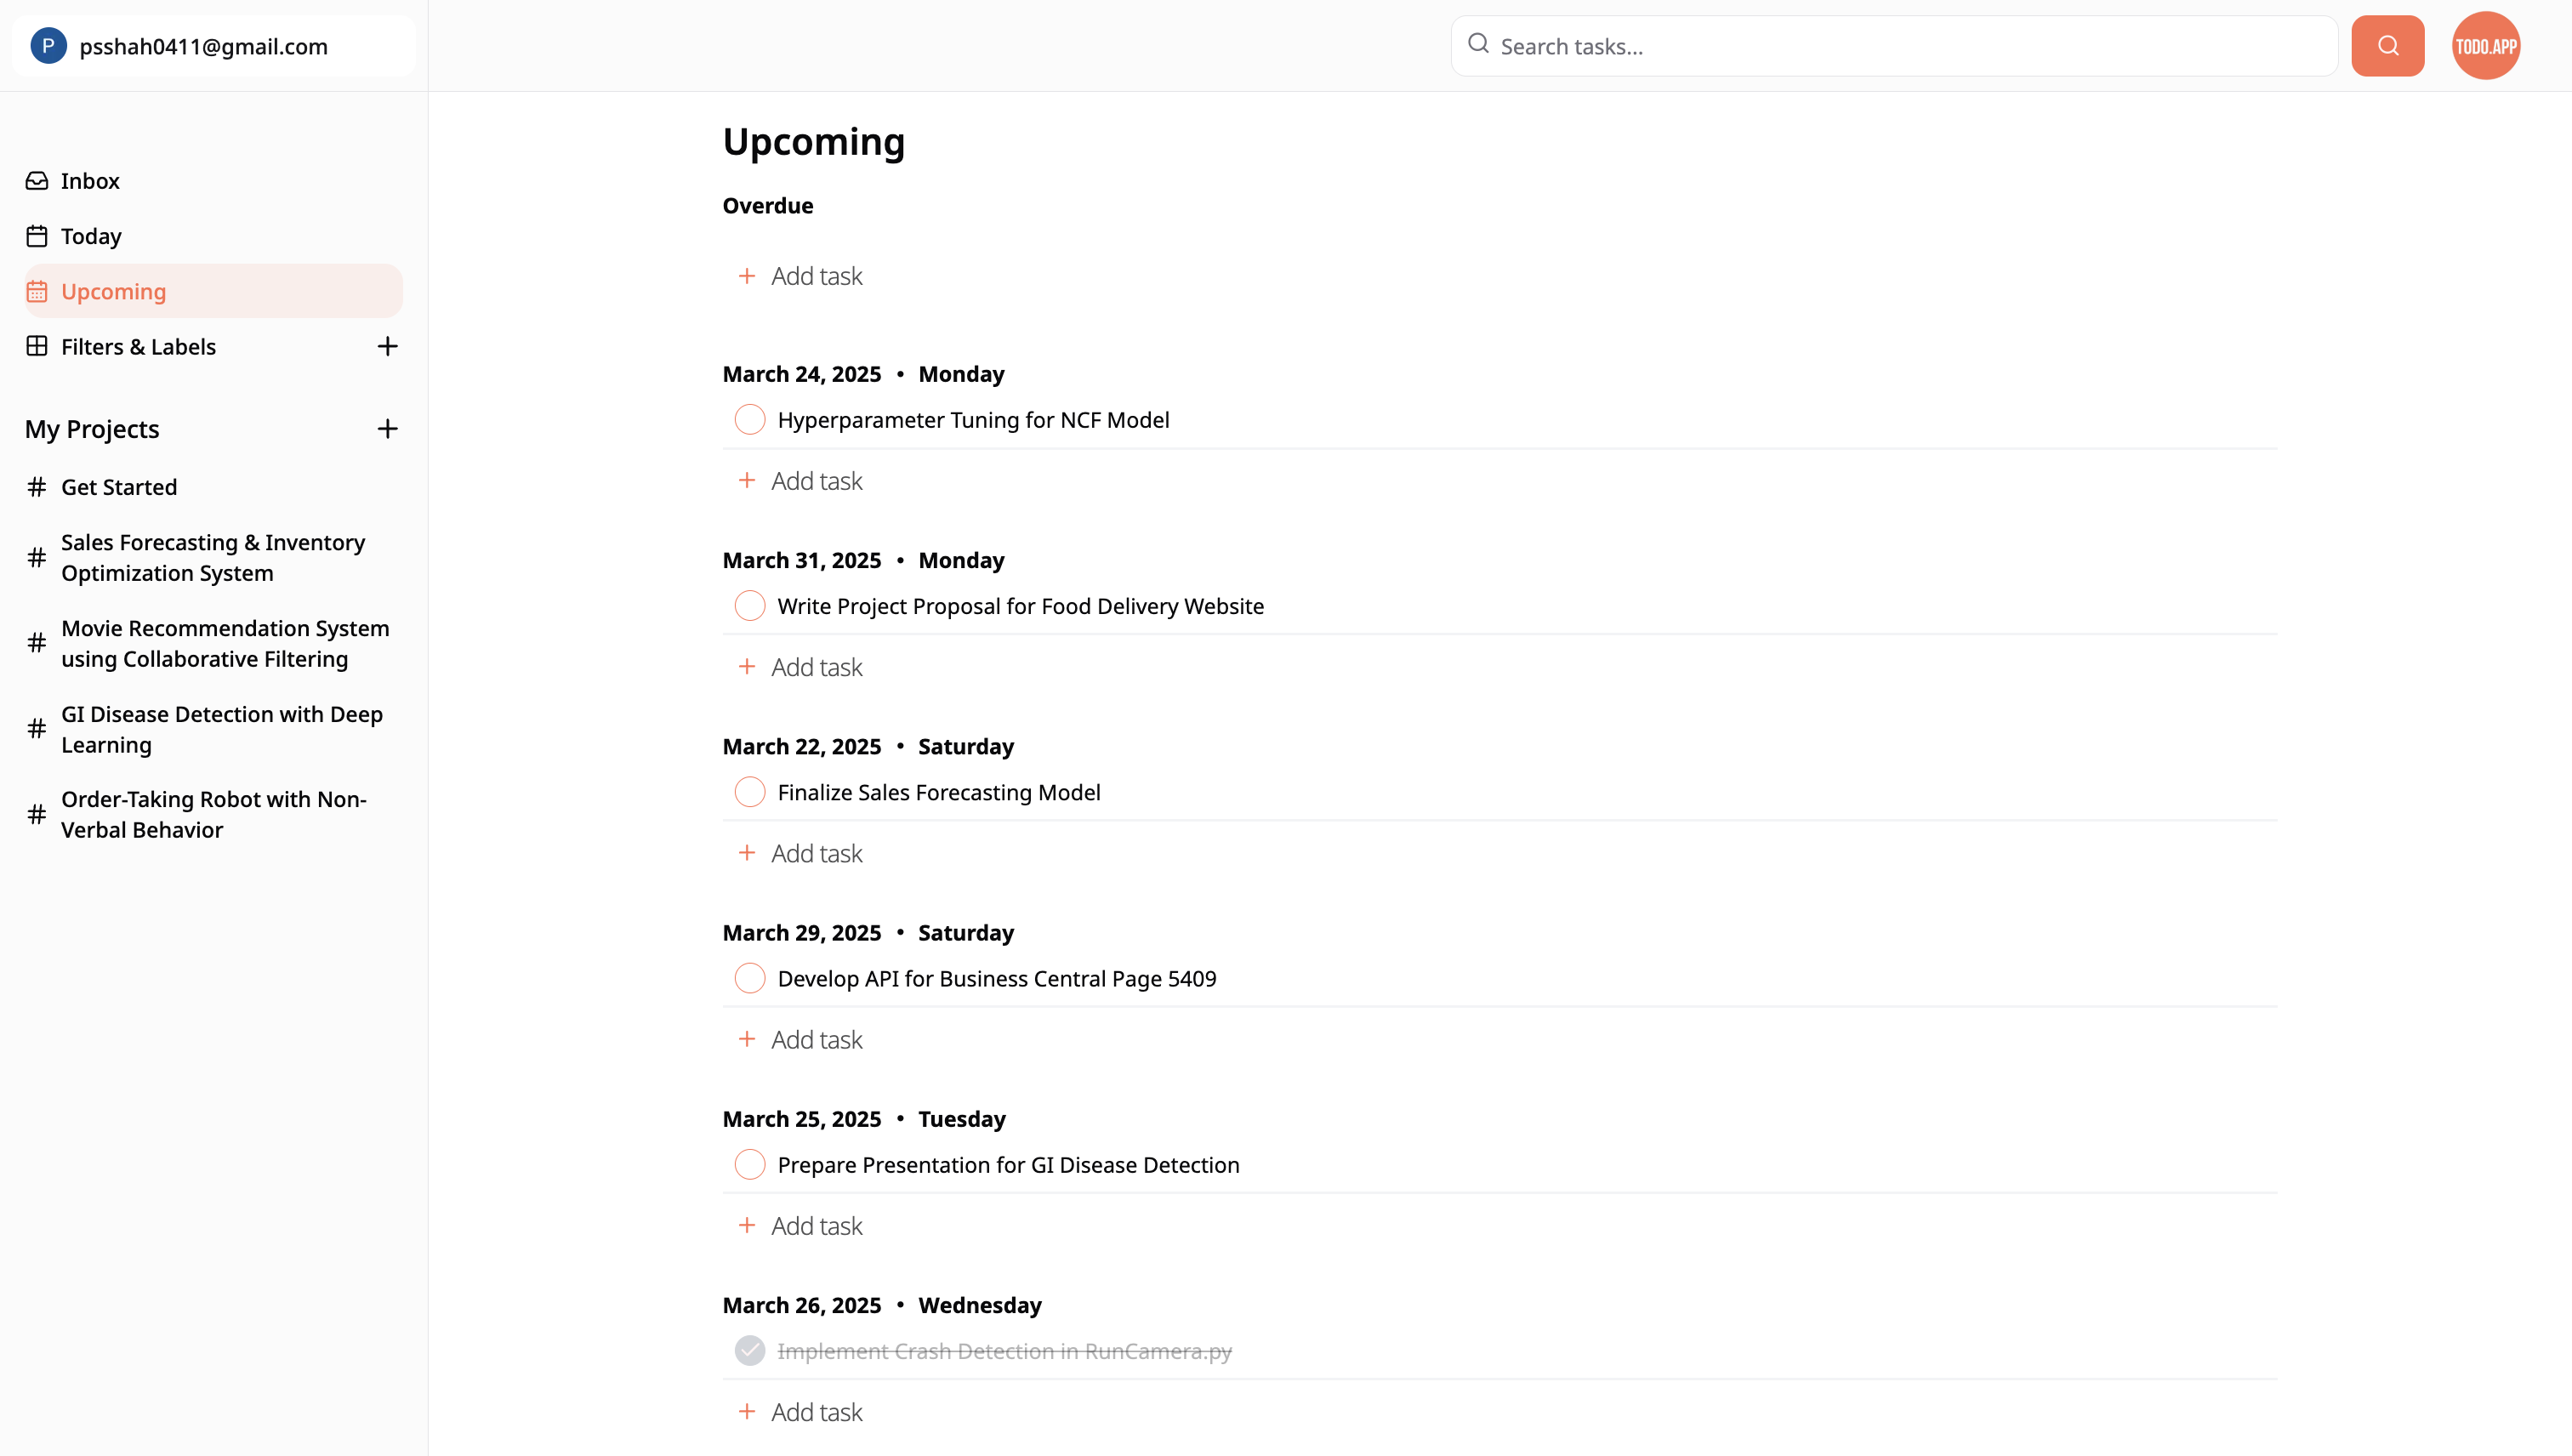 P psshah0411@gmail.com
Search tasks...
TODO.APP
Inbox
Today
Upcoming
Filters & Labels
My Projects
# Get Started
# Sales Forecasting & Inventory
Optimization System
# Movie Recommendation System
using Collaborative Filtering
# GI Disease Detection with Deep
Learning
# Order-Taking Robot with Non-
Verbal Behavior
Upcoming
Overdue
+ Add task
March 24, 2025 • Monday
Hyperparameter Tuning for NCF Model
+ Add task
March 31, 2025 • Monday
Write Project Proposal for Food Delivery Website
+ Add task
March 22, 2025 • Saturday
Finalize Sales Forecasting Model
+ Add task
March 29, 2025 • Saturday
Develop API for Business Central Page 5409
+ Add task
March 25, 2025 • Tuesday
Prepare Presentation for GI Disease Detection
+ Add task
March 26, 2025 • Wednesday
Implement Crash Detection in RunCamera.py
+ Add task